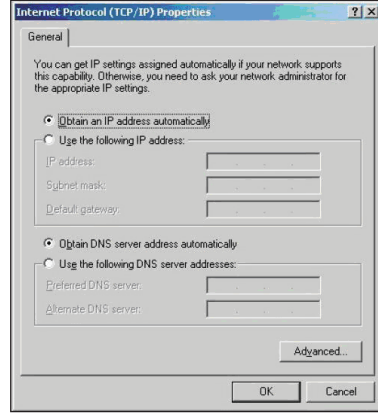 Internet Protocol (TCP/IP) Properties
General
You can get IP settings assigned automatically if your network supports
this capability. Otherwise, you need to ask your network administrator for
the appropriate IP settings.
Obtain an IP address automatically
Use the following IP address:
IP address:
Subnet mask:
Default gateway:
Obtain DNS server address automatically
Use the following DNS server addresses:
Preferred DNS server:
Alternate DNS server:
Advanced...
OK Cancel